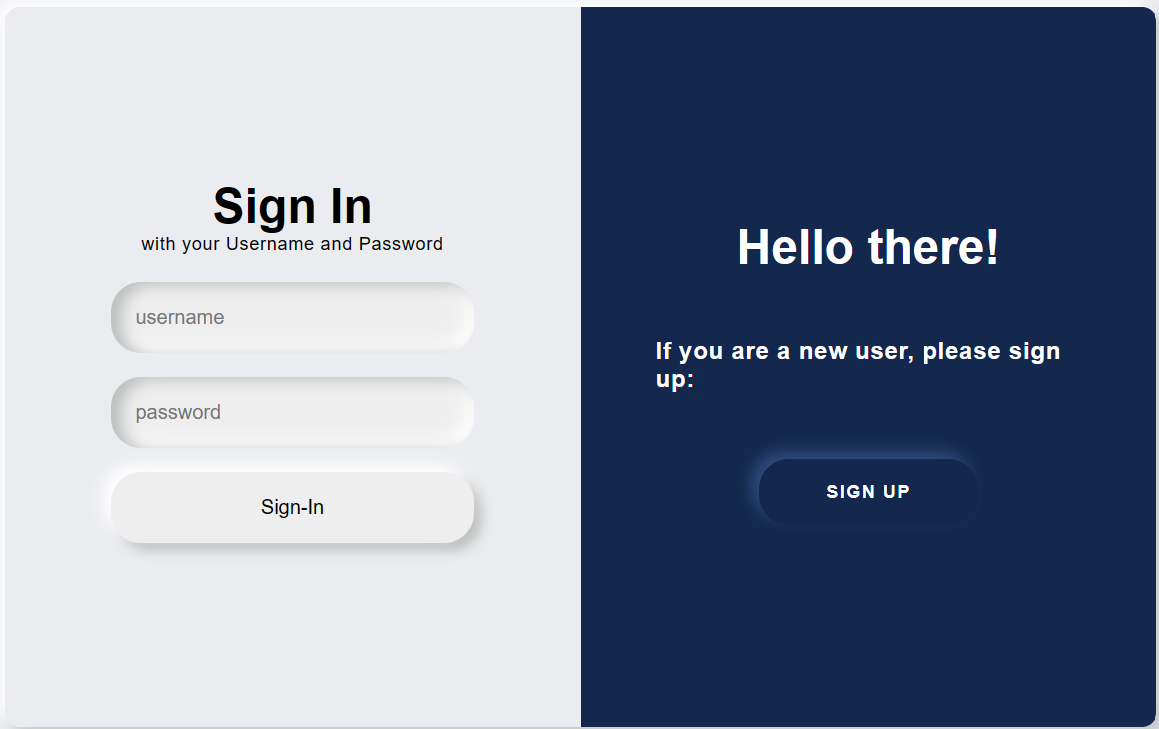 Sign In
with your Username and Password
username
password
Sign-In
Hello there!
If you are a new user, please sign
up:
SIGN UP